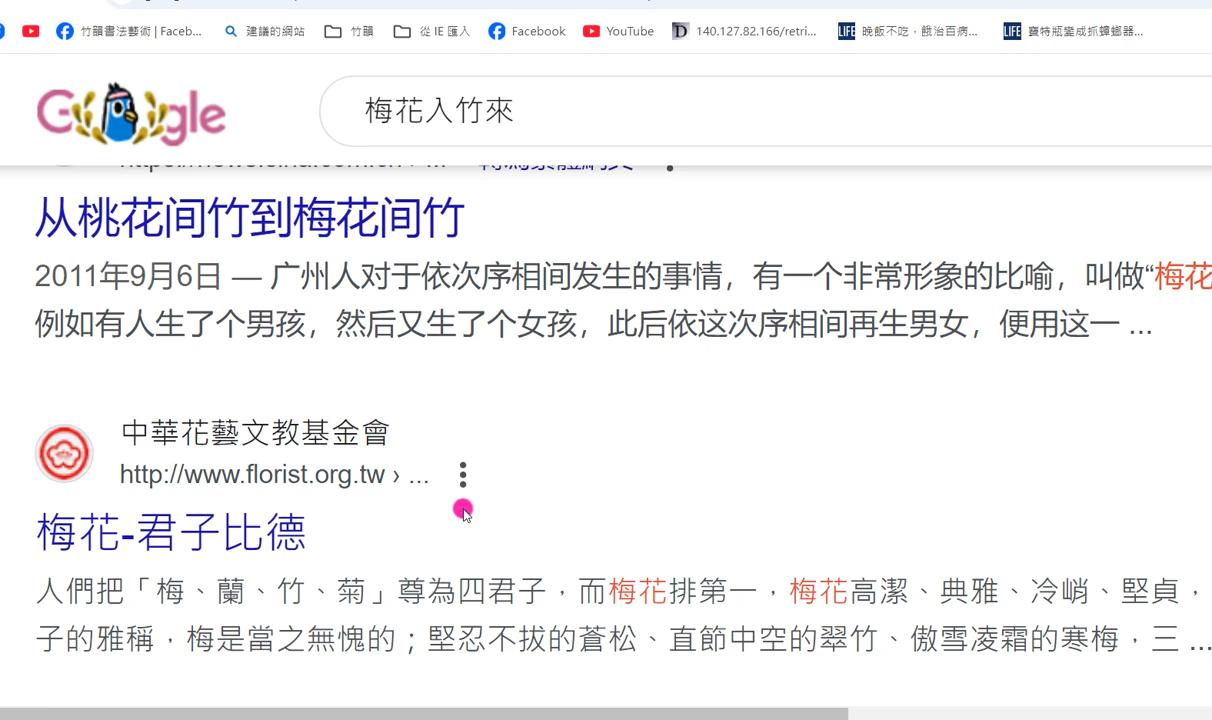 竹韻書法藝術 | Faceb... 建議的網站 竹韻 從 IE 匯入 Facebook YouTube 140.127.82.166/retri... LIFE 晚飯不吃，餓治百病... LIFE 寶特瓶變成抓蟑螂器...
Google 梅花入竹來
从桃花间竹到梅花间竹
2011年9月6日 — 广州人对于依次序相间发生的事情，有一个非常形象的比喻，叫做“梅花
例如有人生了个男孩，然后又生了个女孩，此后依这次序相间再生男女，便用这一 ...
中華花藝文教基金會
http://www.florist.org.tw › ...
梅花-君子比德
人們把「梅、蘭、竹、菊」尊為四君子，而梅花排第一，梅花高潔、典雅、冷峭、堅貞，
子的雅稱，梅是當之無愧的；堅忍不拔的蒼松、直節中空的翠竹、傲雪凌霜的寒梅，三 ...